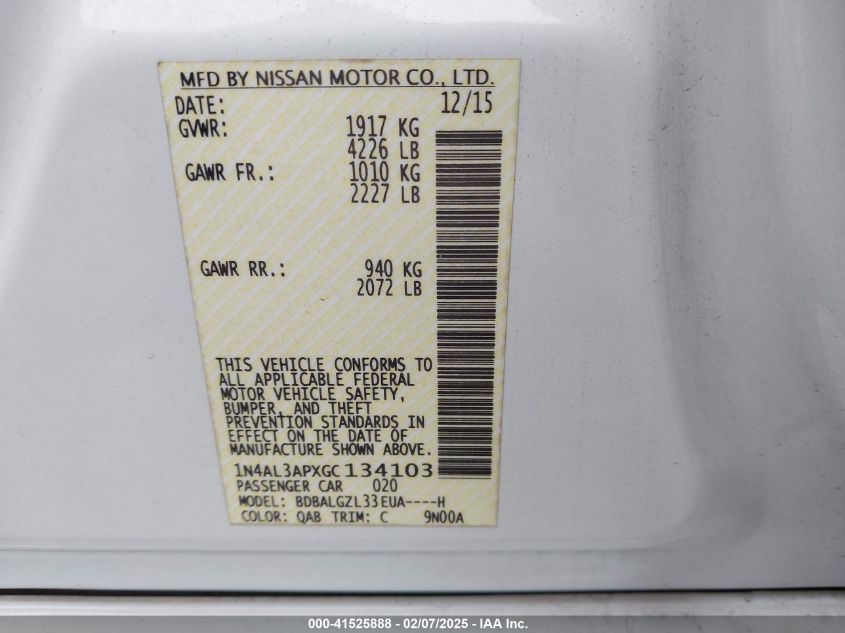 MFD BY NISSAN MOTOR CO., LTD.
DATE: 12/15
GVWR: 1917 KG
4226 LB
GAWR FR.: 1010 KG
2227 LB
GAWR RR.: 940 KG
2072 LB
THIS VEHICLE CONFORMS TO
ALL APPLICABLE FEDERAL
MOTOR VEHICLE SAFETY,
BUMPER, AND THEFT
PREVENTION STANDARDS IN
EFFECT ON THE DATE OF
MANUFACTURE SHOWN ABOVE.
1N4AL3APXGC134103
PASSENGER CAR 020
MODEL: BDBALGZL33EUA----H
COLOR: QAB TRIM: C 9N00A
000-41525888 - 02/07/2025 - IAA Inc.